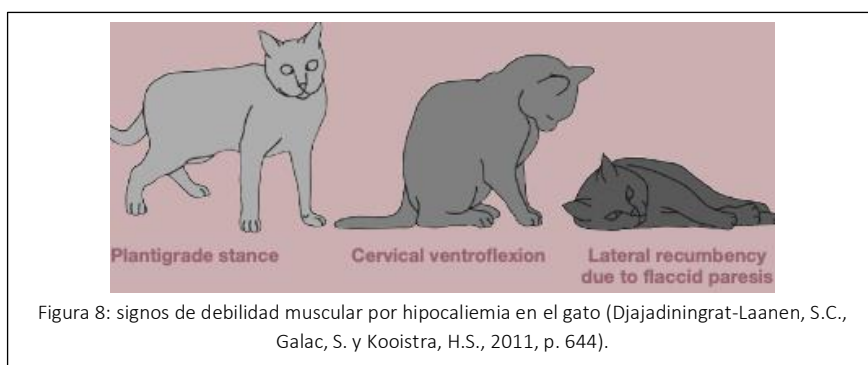 Plantigrade stance
Cervical ventroflexion
Lateral recumbency
due to flaccid paresis
Figura 8: signos de debilidad muscular por hipocaliemia en el gato (Djajadiningrat-Laanen, S.C.,
Galac, S. y Kooistra, H.S., 2011, p. 644).